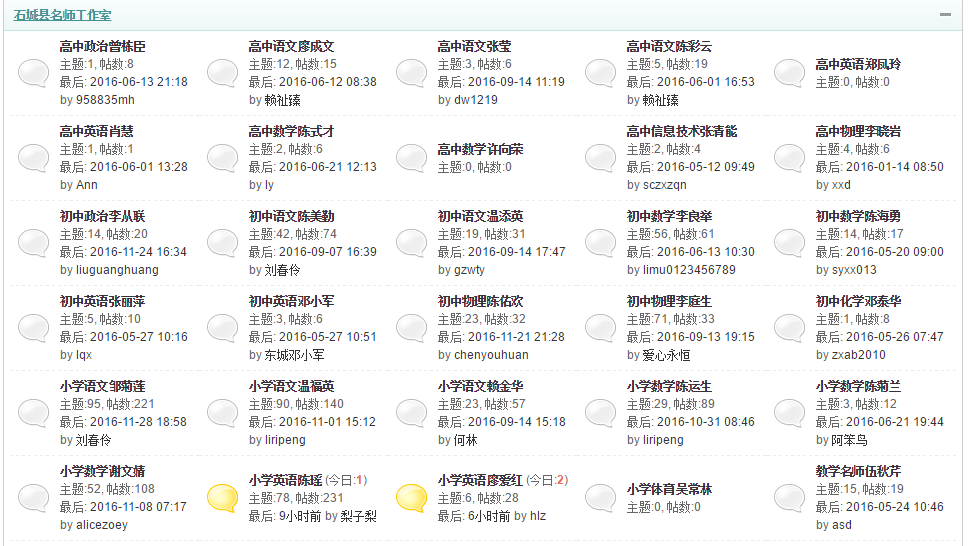 石城县名师工作室
高中政治曾栋臣
主题:1, 帖数:8
最后: 2016-06-13 21:18
by 958835mh
高中语文廖成文
主题:12, 帖数:15
最后: 2016-06-12 08:38
by 赖祉臻
高中语文张莹
主题:3, 帖数:6
最后: 2016-09-14 11:19
by dw1219
高中语文陈彩云
主题:5, 帖数:19
最后: 2016-06-01 16:53
by 赖祉臻
高中英语郑凤玲
主题:0, 帖数:0
高中英语肖慧
主题:1, 帖数:1
最后: 2016-06-01 13:28
by Ann
高中数学陈式才
主题:2, 帖数:6
最后: 2016-06-21 12:13
by ly
高中数学许向荣
主题:0, 帖数:0
高中信息技术张青能
主题:2, 帖数:4
最后: 2016-05-12 09:49
by sczxzqn
高中物理李晓岩
主题:4, 帖数:6
最后: 2016-01-14 08:50
by xxd
初中政治李从联
主题:14, 帖数:20
最后: 2016-11-24 16:34
by liuguanghuang
初中语文陈美勤
主题:42, 帖数:74
最后: 2016-09-07 16:39
by 刘春伶
初中语文温添英
主题:19, 帖数:31
最后: 2016-09-14 17:47
by gzwty
初中数学李良举
主题:56, 帖数:61
最后: 2016-06-13 10:30
by limu0123456789
初中数学陈海勇
主题:14, 帖数:17
最后: 2016-05-20 09:00
by syxx013
初中英语张丽萍
主题:5, 帖数:10
最后: 2016-05-27 10:16
by lqx
初中英语邓小军
主题:3, 帖数:6
最后: 2016-05-27 10:51
by 东城邓小军
初中物理陈佑欢
主题:23, 帖数:32
最后: 2016-11-21 21:28
by chenyouhuan
初中物理李庭生
主题:71, 帖数:33
最后: 2016-09-13 19:15
by 爱心永恒
初中化学邓泰华
主题:1, 帖数:8
最后: 2016-05-26 07:47
by zxab2010
小学语文邹菊莲
主题:95, 帖数:221
最后: 2016-11-28 18:58
by 刘春伶
小学语文温福英
主题:90, 帖数:140
最后: 2016-11-01 15:12
by liripeng
小学语文赖金华
主题:23, 帖数:57
最后: 2016-09-14 15:18
by 何林
小学数学陈运生
主题:29, 帖数:89
最后: 2016-10-31 08:46
by liripeng
小学数学陈菊兰
主题:3, 帖数:12
最后: 2016-06-21 19:44
by 阿笨鸟
小学数学谢文婧
主题:52, 帖数:108
最后: 2016-11-08 07:17
by alicezoey
小学英语陈瑶 (今日:1)
主题:78, 帖数:231
最后: 9小时前 by 梨子梨
小学英语廖爱红 (今日:2)
主题:6, 帖数:28
最后: 6小时前 by hlz
小学体育吴常林
主题:0, 帖数:0
教学名师伍秋芹
主题:15, 帖数:19
最后: 2016-05-24 10:46
by asd